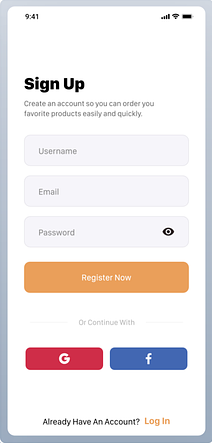 9:41
Sign Up
Create an account so you can order you
favorite products easily and quickly.
Username
Email
Password
Register Now
Or Continue With
G f
Already Have An Account? Log In